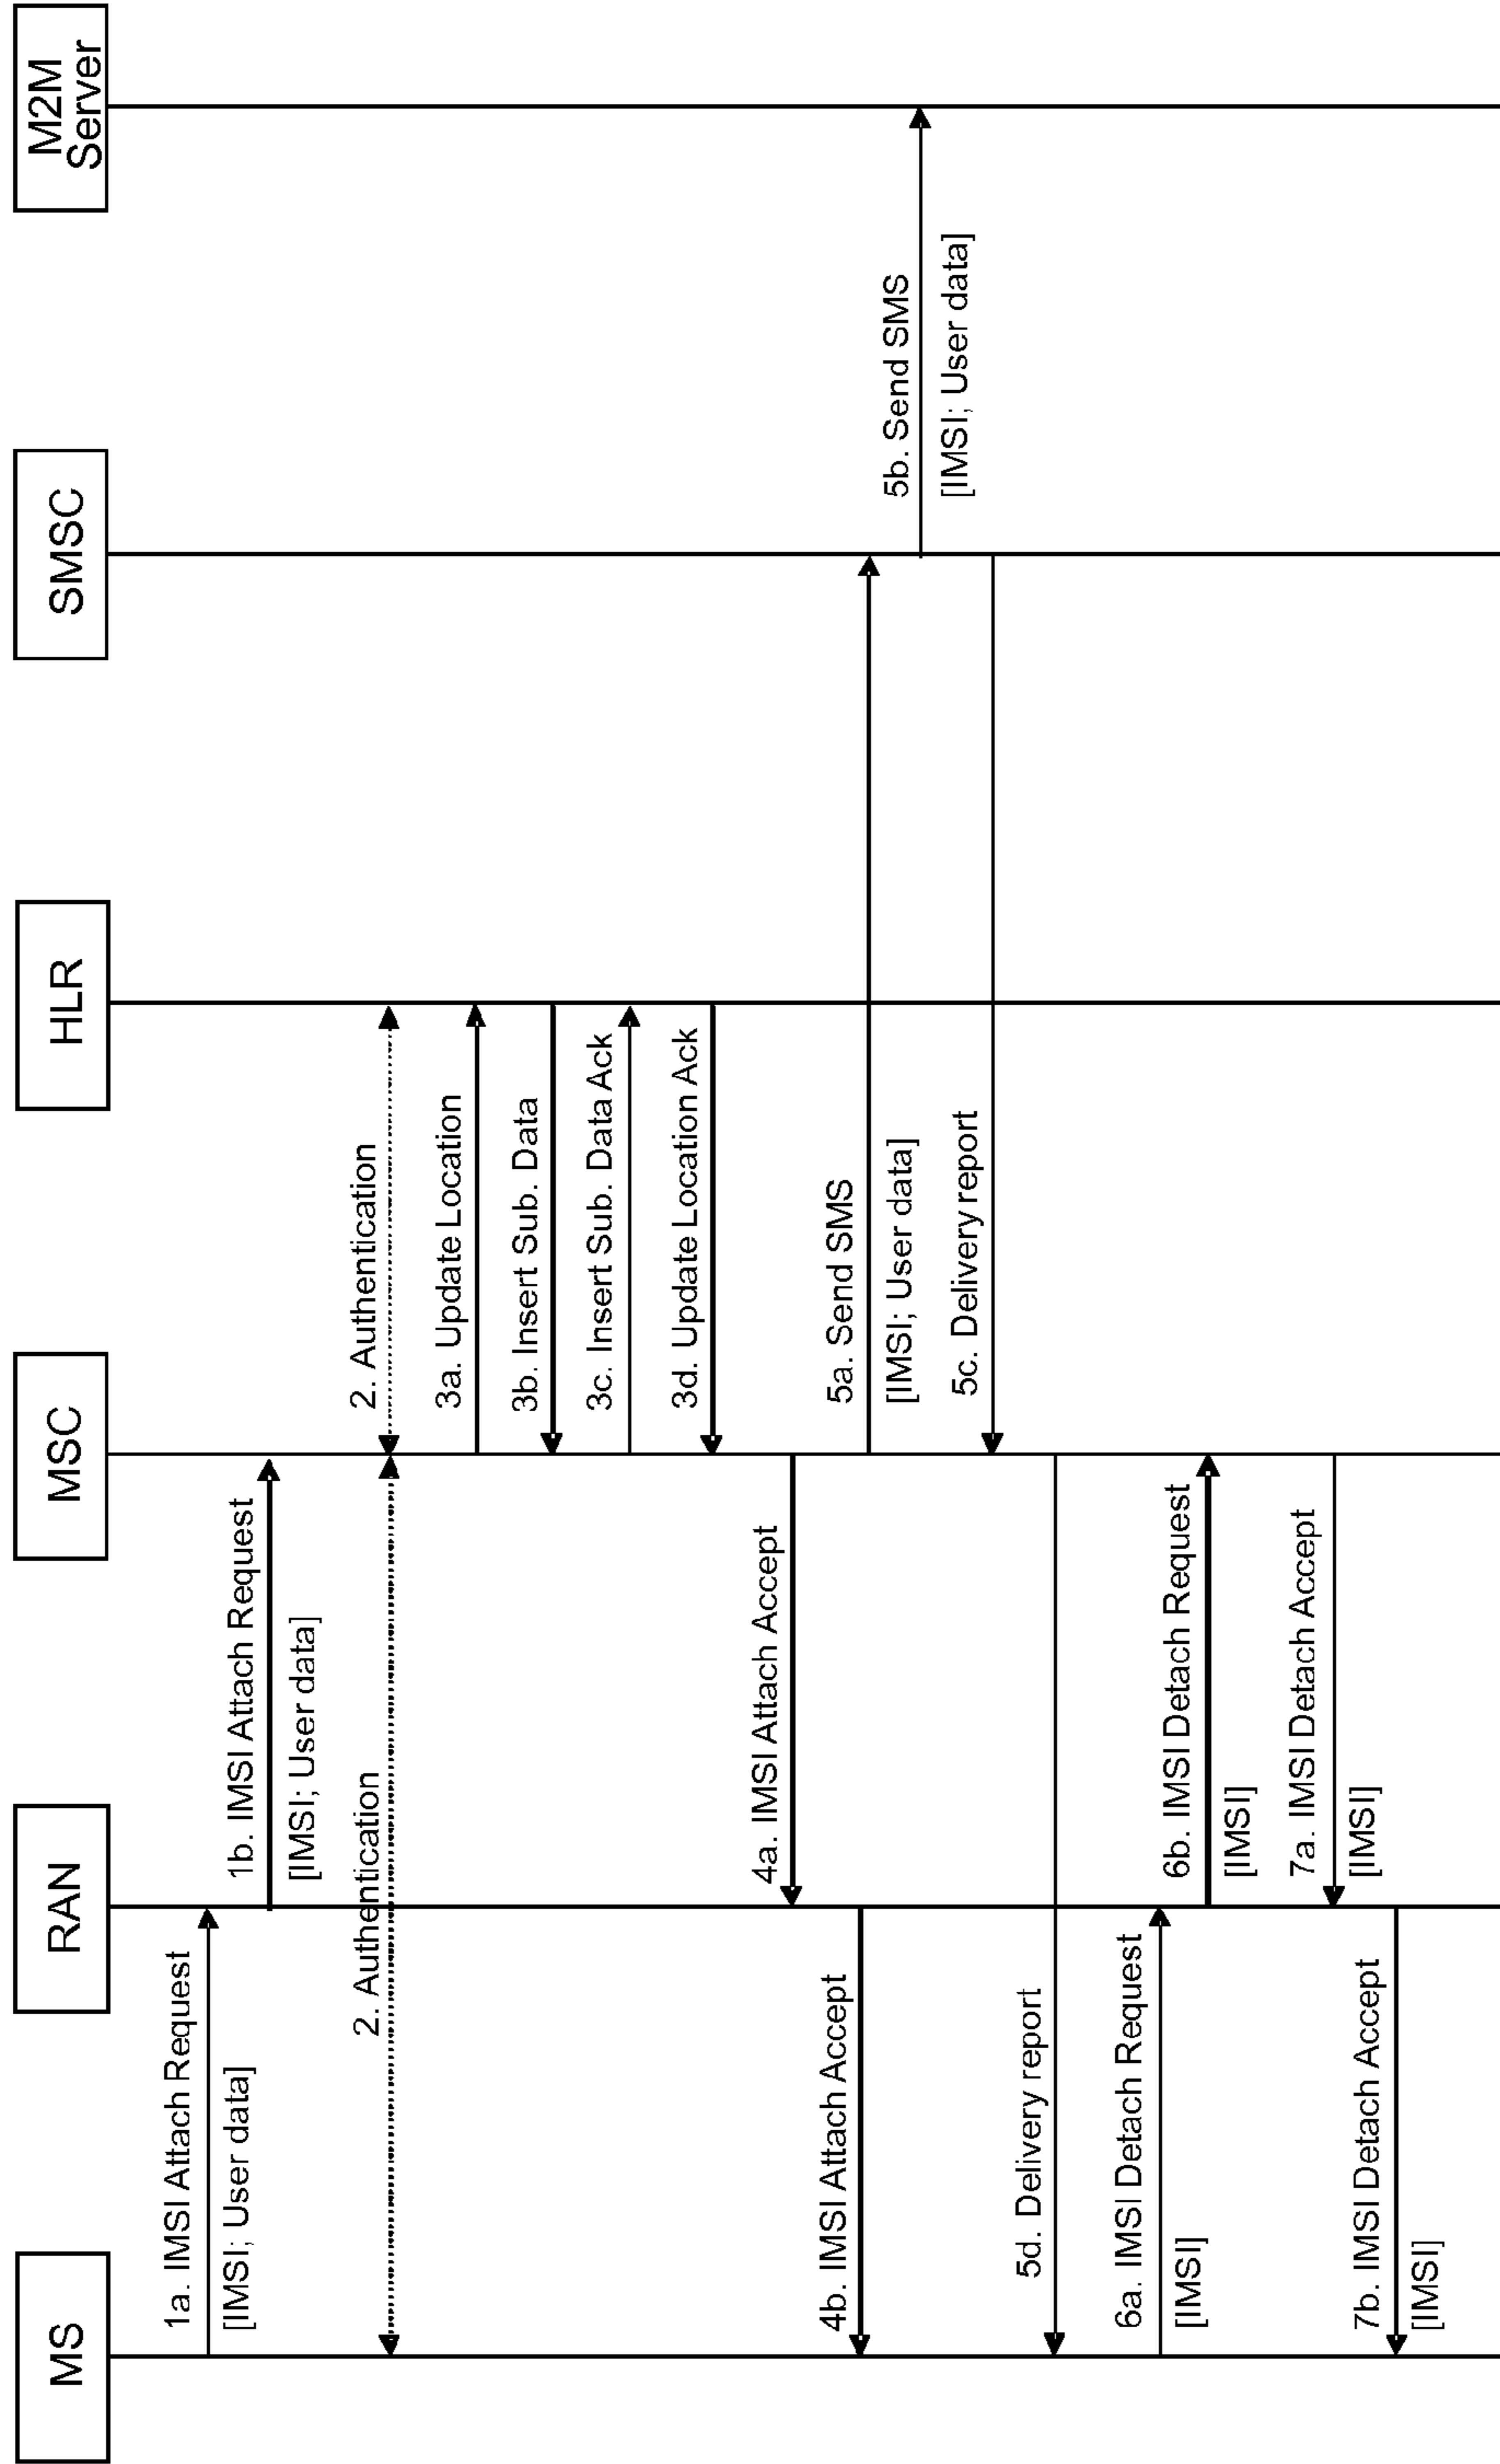 MS
RAN
MSC
HLR
SMSC
M2M
Server
1a. IMSI Attach Request
[IMSI; User data]
1b. IMSI Attach Request
[IMSI; User data]
2. Authentication
2. Authentication
3a. Update Location
3b. Insert Sub. Data
3c. Insert Sub. Data Ack
3d. Update Location Ack
4a. IMSI Attach Accept
4b. IMSI Attach Accept
5a. Send SMS
[IMSI; User data]
5b. Send SMS
[IMSI; User data]
5c. Delivery report
5d. Delivery report
6a. IMSI Detach Request
[IMSI]
6b. IMSI Detach Request
[IMSI]
7a. IMSI Detach Accept
[IMSI]
7b. IMSI Detach Accept
[IMSI]